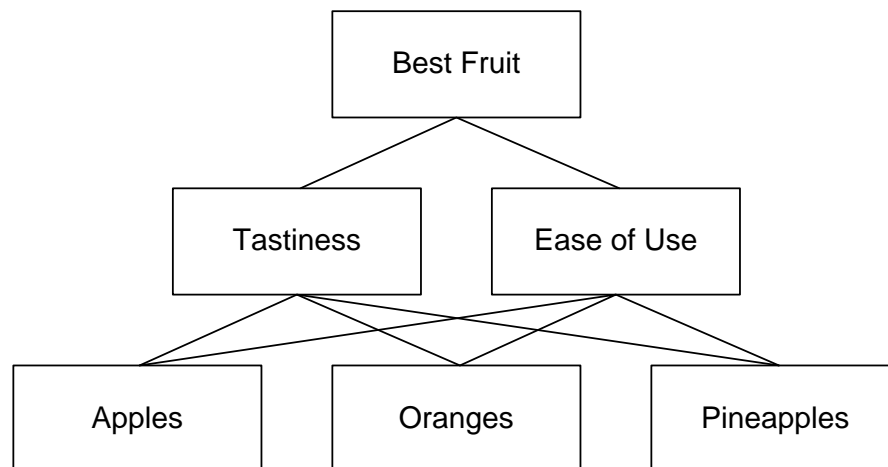 Best Fruit
Tastiness
Ease of Use
Apples
Oranges
Pineapples